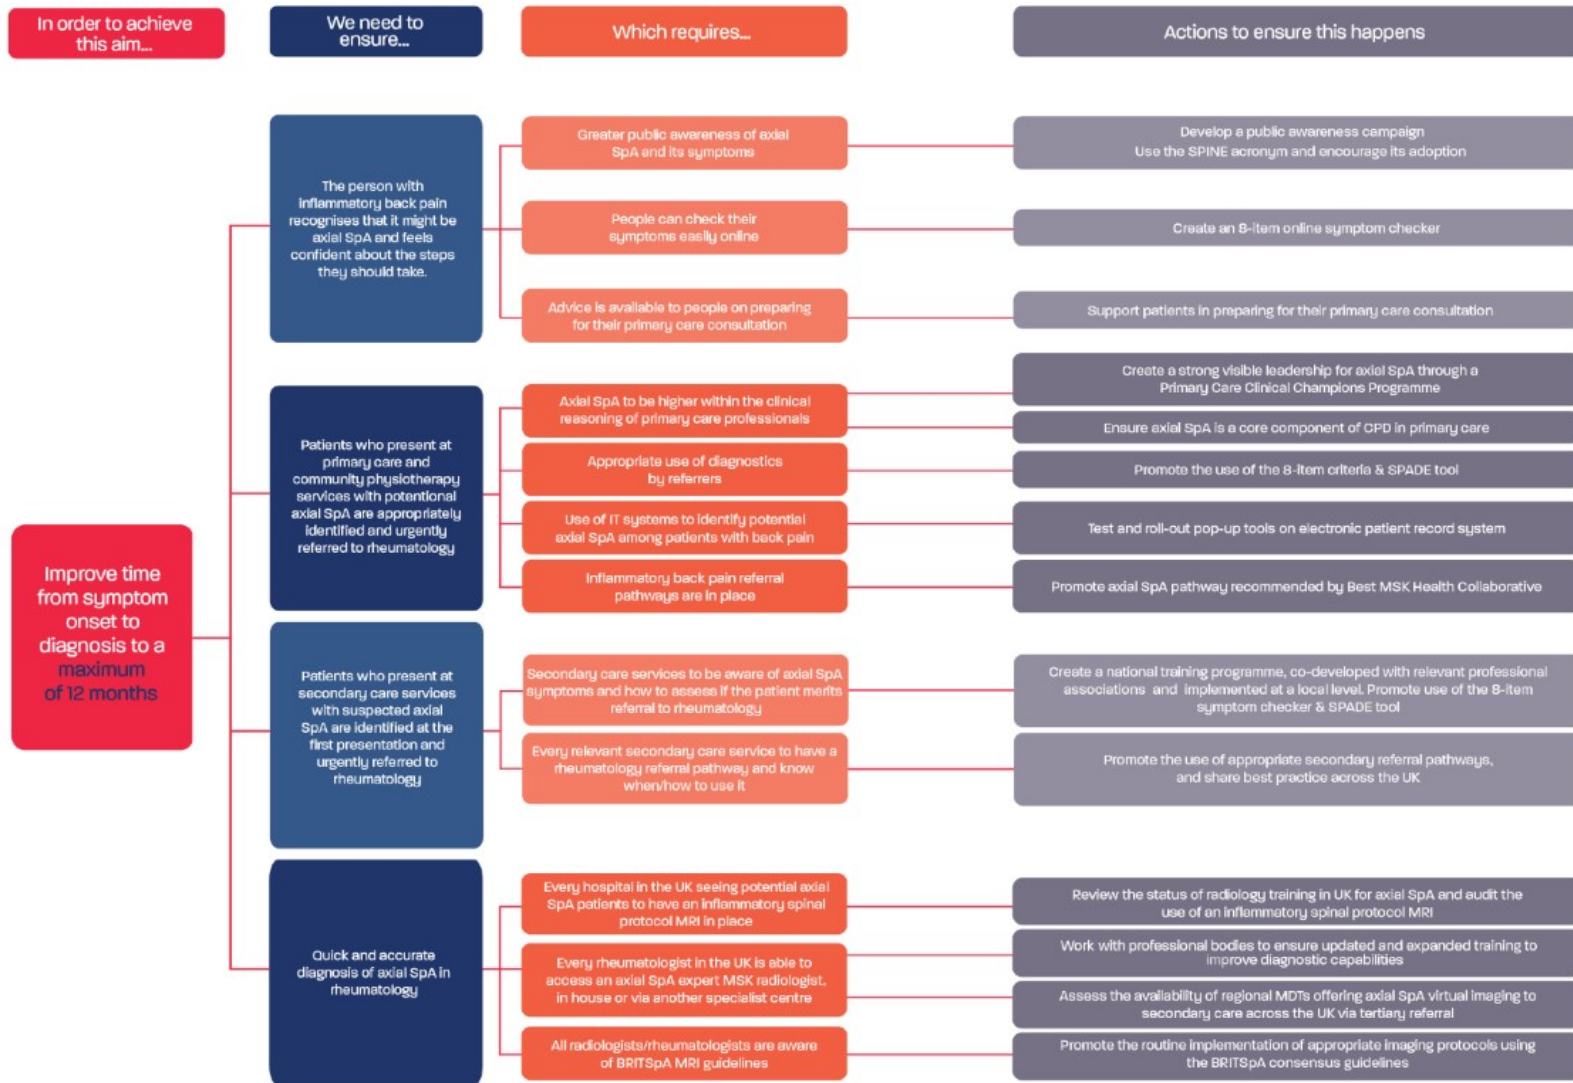 In order to achieve
this aim...
We need to
ensure...
Which requires...
Actions to ensure this happens
Improve time
from symptom
onset to
diagnosis to a
maximum
of 12 months
The person with
inflammatory back pain
recognises that it might be
axial SpA and feels
confident about the steps
they should take.
Greater public awareness of axial
SpA and its symptoms
Develop a public awareness campaign
Use the SPINE acronym and encourage its adoption
People can check their
symptoms easily online
Create an 8-item online symptom checker
Advice is available to people on preparing
for their primary care consultation
Support patients in preparing for their primary care consultation
Patients who present at
primary care and
community physiotherapy
services with potentional
axial SpA are appropriately
identified and urgently
referred to rheumatology
Axial SpA to be higher within the clinical
reasoning of primary care professionals
Create a strong visible leadership for axial SpA through a
Primary Care Clinical Champions Programme
Ensure axial SpA is a core component of CPD in primary care
Appropriate use of diagnostics
by referrers
Promote the use of the 8-item criteria & SPADE tool
Use of IT systems to identify potential
axial SpA among patients with back pain
Test and roll-out pop-up tools on electronic patient record system
Inflammatory back pain referral
pathways are in place
Promote axial SpA pathway recommended by Best MSK Health Collaborative
Patients who present at
secondary care services
with suspected axial
SpA are identified at the
first presentation and
urgently referred to
rheumatology
Secondary care services to be aware of axial SpA
symptoms and how to assess if the patient merits
referral to rheumatology
Create a national training programme, co-developed with relevant professional
associations and implemented at a local level. Promote use of the 8-item
symptom checker & SPADE tool
Every relevant secondary care service to have a
rheumatology referral pathway and know
when/how to use it
Promote the use of appropriate secondary referral pathways,
and share best practice across the UK
Quick and accurate
diagnosis of axial SpA in
rheumatology
Every hospital in the UK seeing potential axial
SpA patients to have an inflammatory spinal
protocol MRI in place
Review the status of radiology training in UK for axial SpA and audit the
use of an inflammatory spinal protocol MRI
Every rheumatologist in the UK is able to
access an axial SpA expert MSK radiologist,
in house or via another specialist centre
Work with professional bodies to ensure updated and expanded training to
improve diagnostic capabilities
Assess the availability of regional MDTs offering axial SpA virtual imaging to
secondary care across the UK via tertiary referral
All radiologists/rheumatologists are aware
of BRITSpA MRI guidelines
Promote the routine implementation of appropriate imaging protocols using
the BRITSpA consensus guidelines